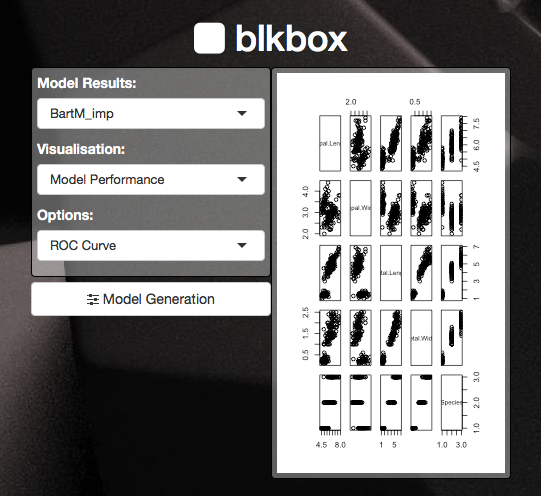 blkbox
Model Results:
BartM_imp
Visualisation:
Model Performance
Options:
ROC Curve
Model Generation
2.0 0.5
pal.Len
4.5 6.0 7.5
2.0 3.0 4.0
pal.Wid
tal.Leng
1 3 5 7
0.5 1.5 2.5
etal.Wid
Species
1.0 2.0 3.0
4.5 8.0 1 5 1.0 3.0